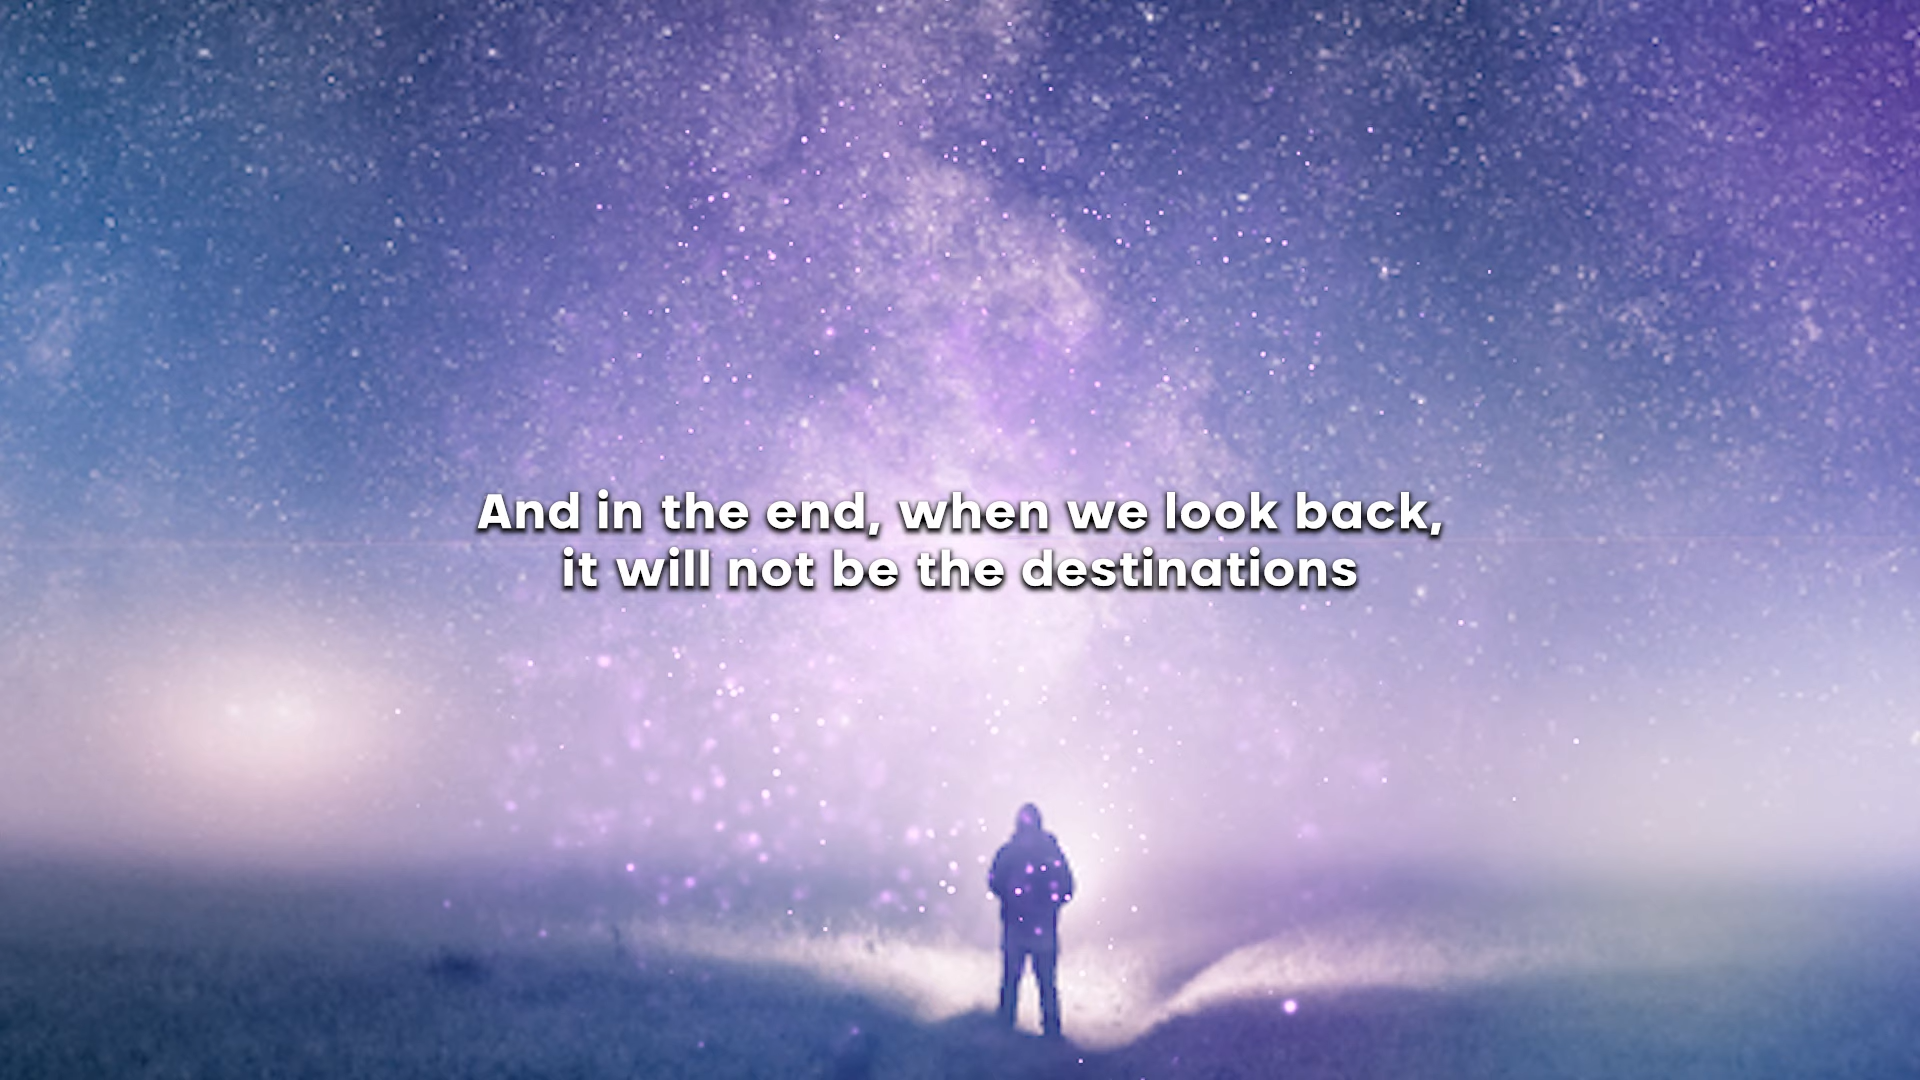 And in the end, when we look back,
it will not be the destinations